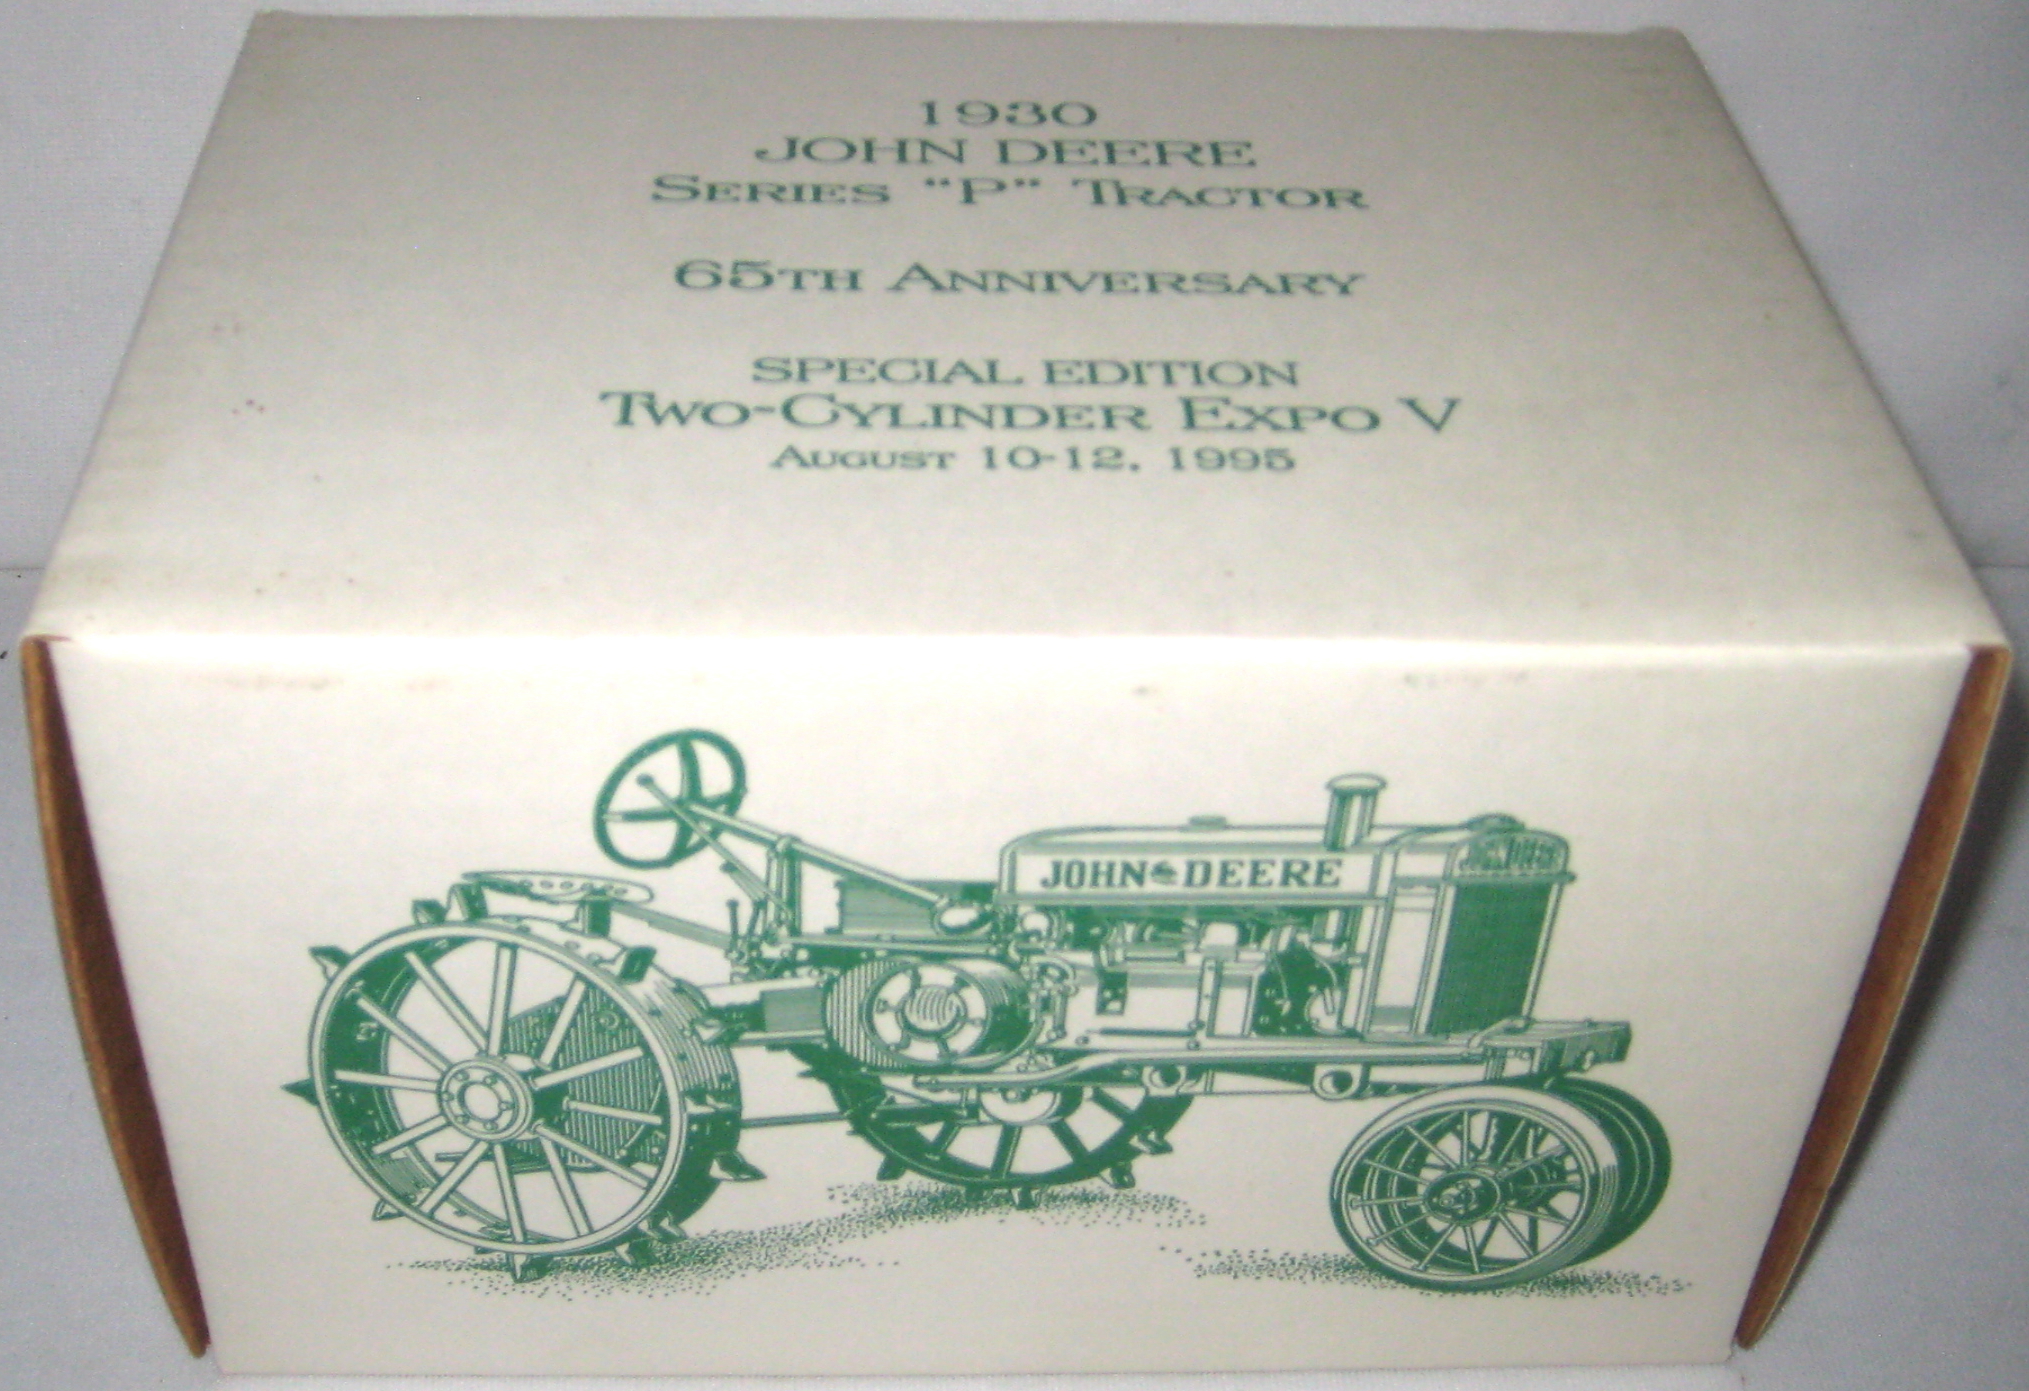 1930
JOHN DEERE
SERIES "P" TRACTOR
65TH ANNIVERSARY
SPECIAL EDITION
TWO-CYLINDER EXPO V
AUGUST 10-12, 1995
JOHN DEERE